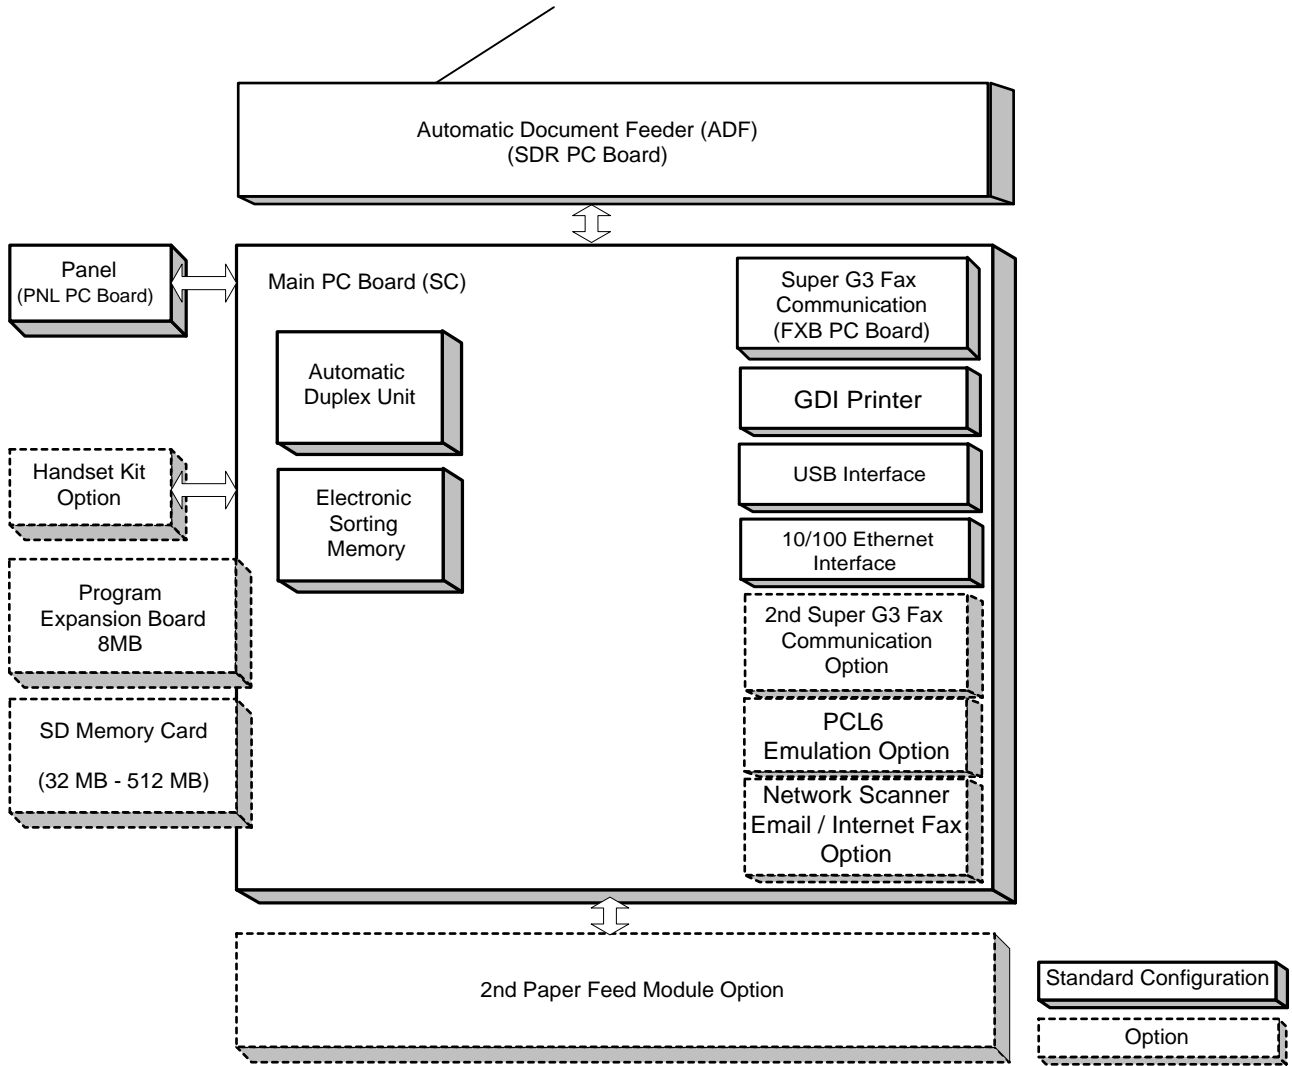 Automatic Document Feeder (ADF)
(SDR PC Board)
Panel
(PNL PC Board)
Main PC Board (SC)
Super G3 Fax
Communication
(FXB PC Board)
Automatic
Duplex Unit
GDI Printer
Handset Kit
Option
USB Interface
Electronic
Sorting
Memory
10/100 Ethernet
Interface
Program
Expansion Board
8MB
2nd Super G3 Fax
Communication
Option
SD Memory Card
(32 MB - 512 MB)
PCL6
Emulation Option
Network Scanner
Email / Internet Fax
Option
2nd Paper Feed Module Option
Standard Configuration
Option